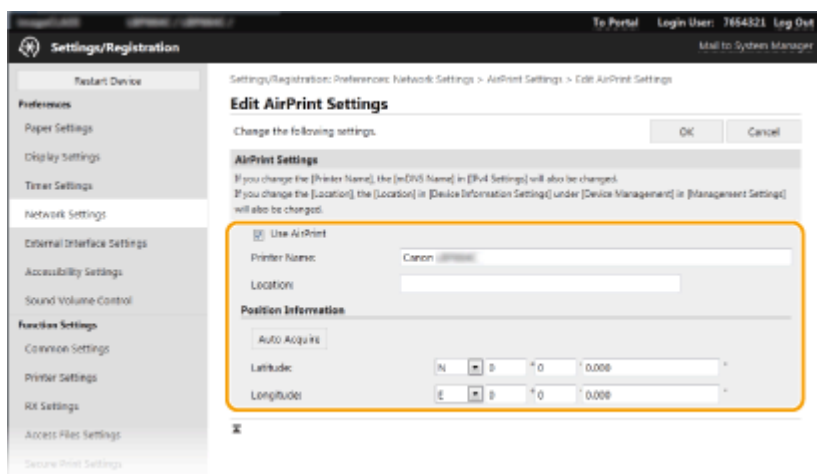 To Portal Login User: 7654321 Log Out
Settings/Registration
Mail to System Manager
Restart Device
Settings/Registration: Preferences: Network Settings > AirPrint Settings > Edit AirPrint Settings
Preferences
Edit AirPrint Settings
Paper Settings
Change the following settings.
OK
Cancel
Display Settings
AirPrint Settings
Timer Settings
If you change the [Printer Name], the [mDNS Name] in [IPv4 Settings] will also be changed.
If you change the [Location], the [Location] in [Device Information Settings] under [Device Management] in [Management Settings]
will also be changed.
Network Settings
Use AirPrint
External Interface Settings
Printer Name:
Canon
Accessibility Settings
Location:
Sound Volume Control
Position Information
Function Settings
Auto Acquire
Common Settings
Latitude:
N 0 ° 0 ' 0.000 "
Printer Settings
Longitude:
E 0 ° 0 ' 0.000 "
RX Settings
Access Files Settings
Secure Print Settings